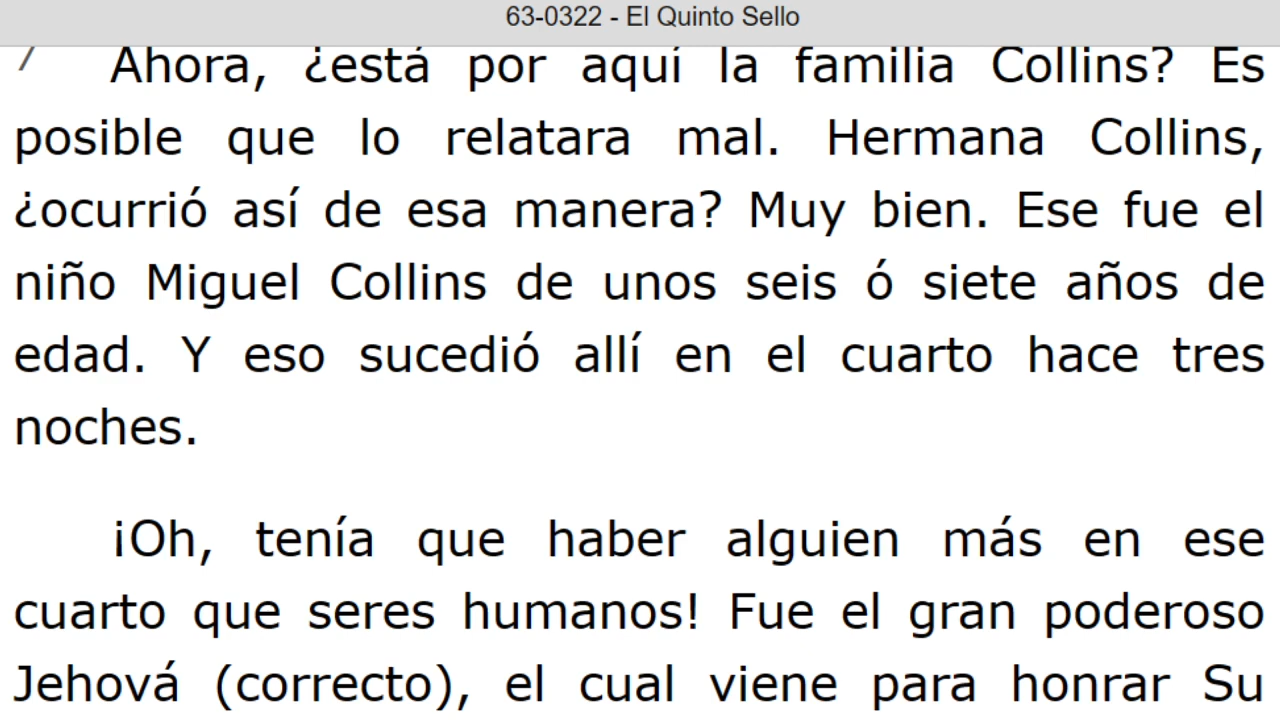 63-0322 - El Quinto Sello
7 Ahora, ¿está por aquí la familia Collins? Es
posible que lo relatara mal. Hermana Collins,
¿ocurrió así de esa manera? Muy bien. Ese fue el
niño Miguel Collins de unos seis ó siete años de
edad. Y eso sucedió allí en el cuarto hace tres
noches.
¡Oh, tenía que haber alguien más en ese
cuarto que seres humanos! Fue el gran poderoso
Jehová (correcto), el cual viene para honrar Su